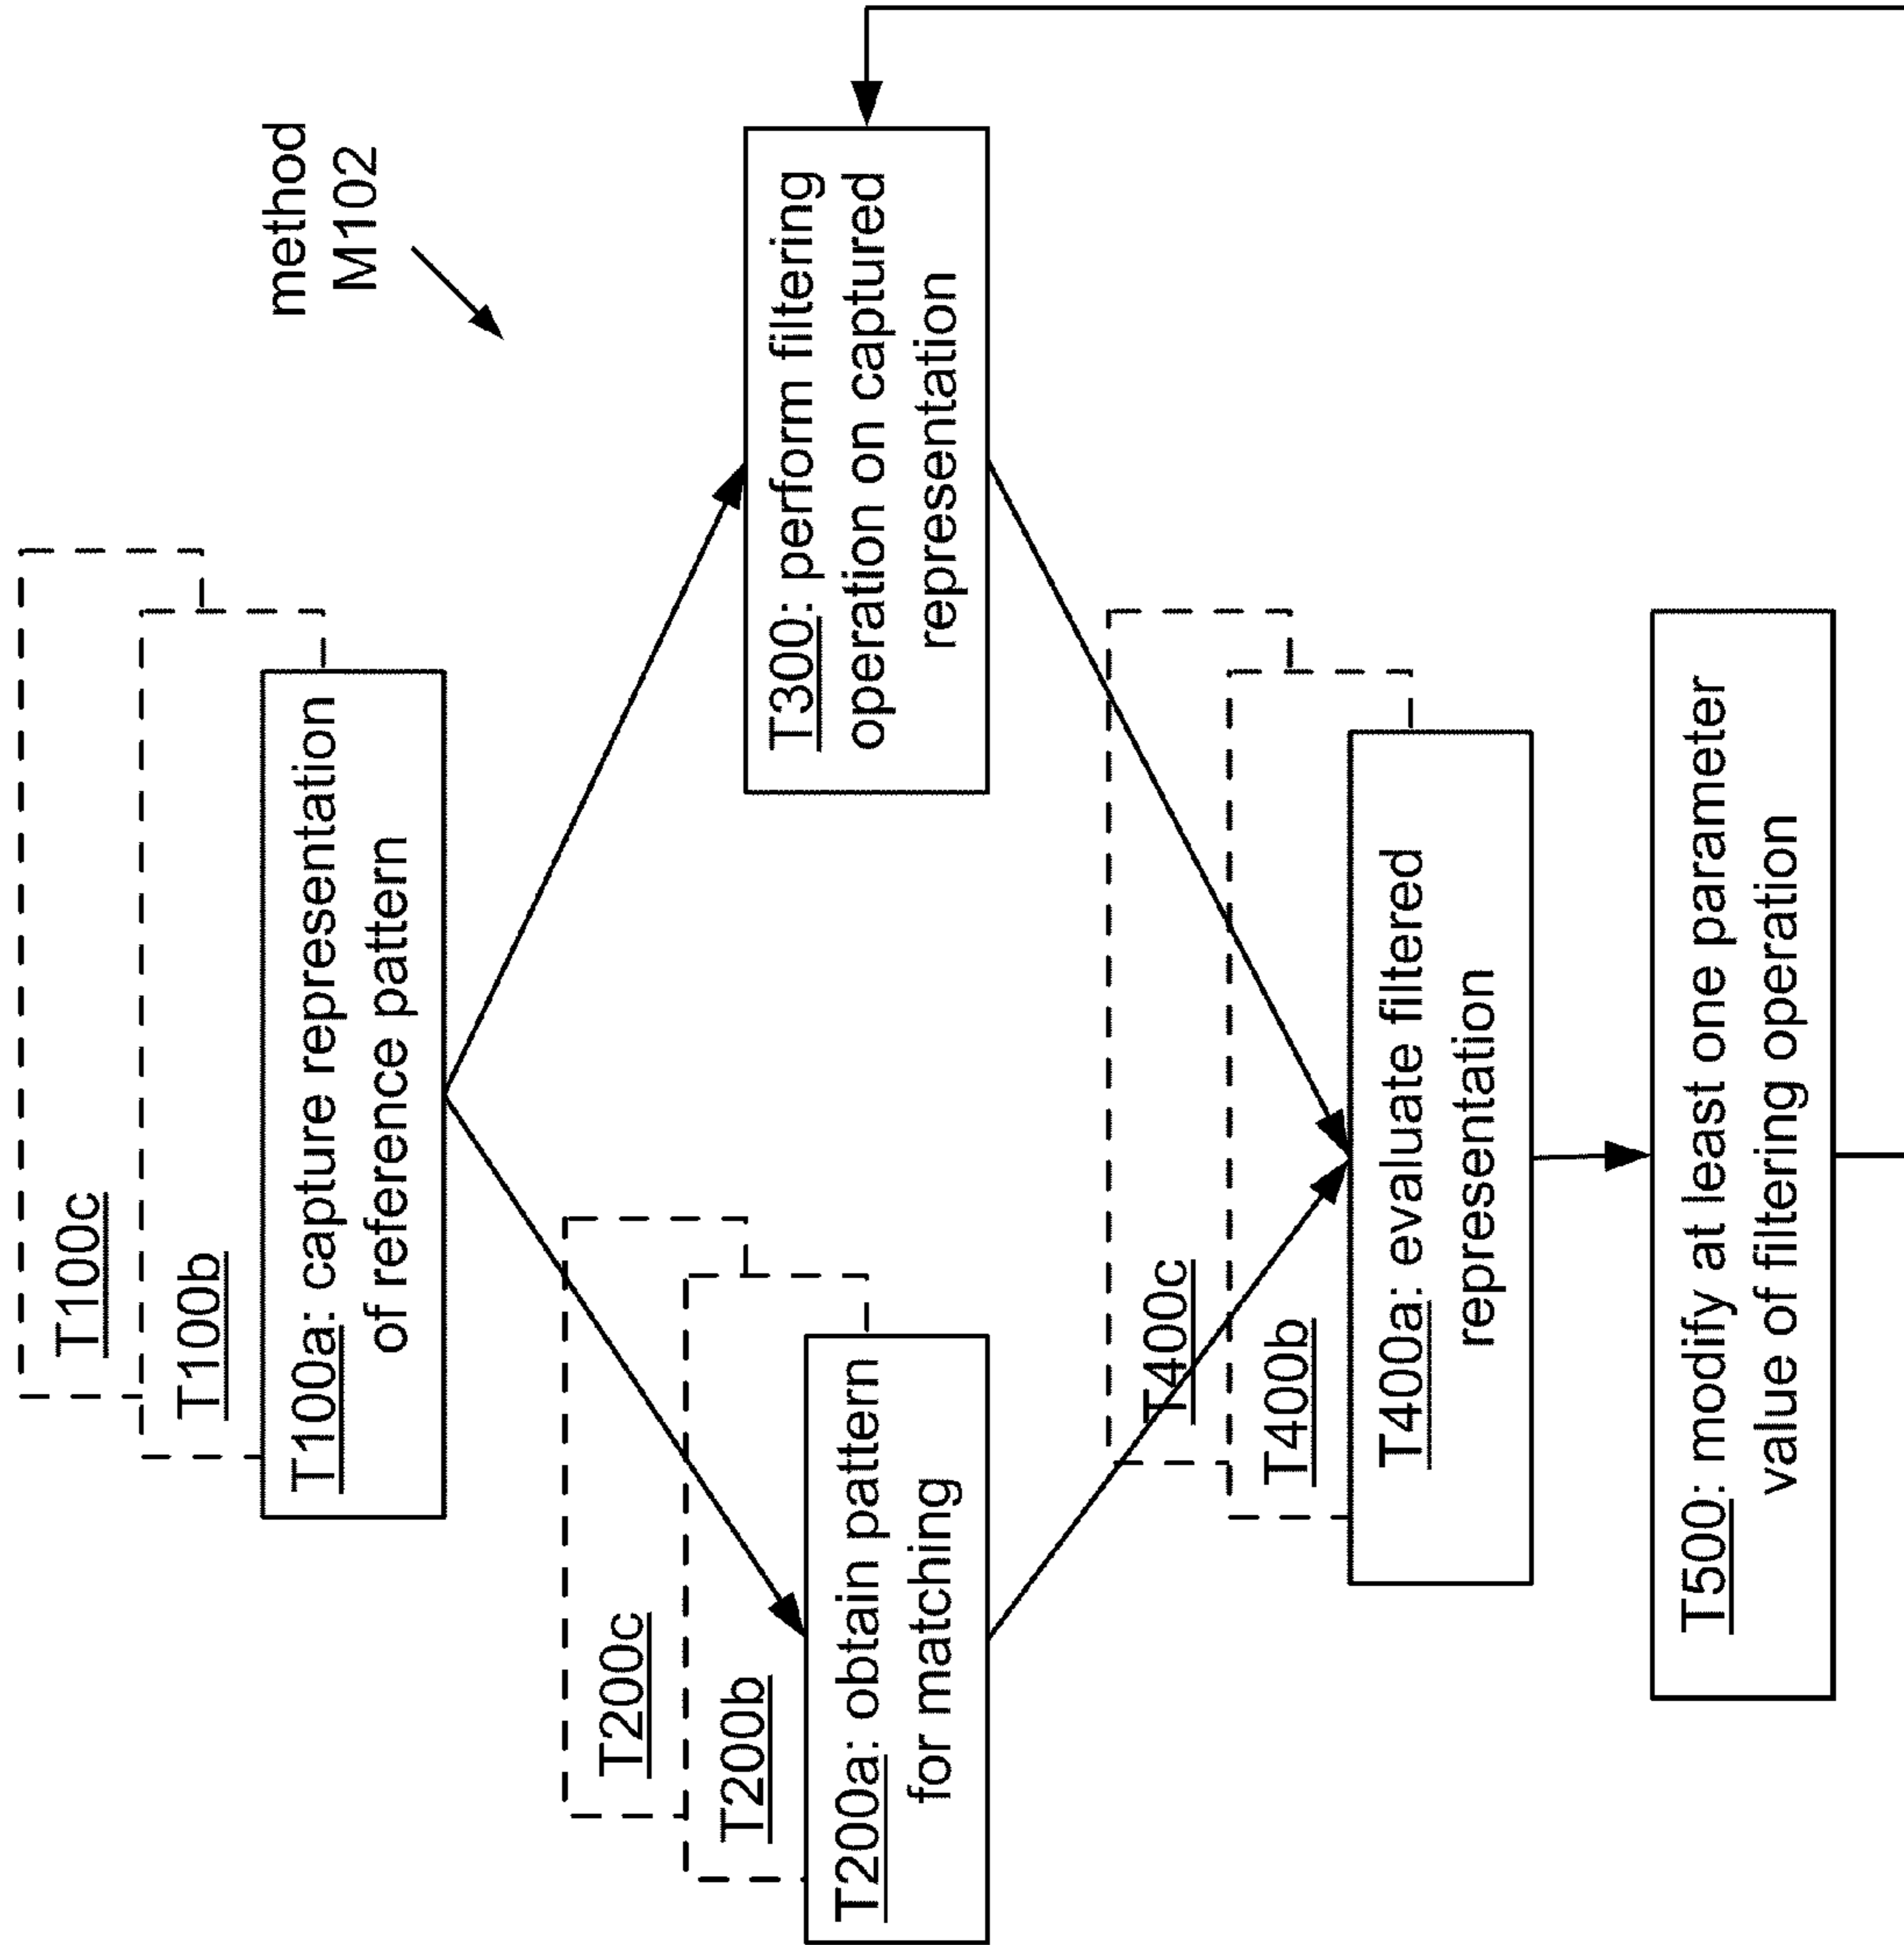 method
M102
T100c
T100b
T100a: capture representation
of reference pattern
T200c
T200b
T200a: obtain pattern
for matching
T300: perform filtering
operation on captured
representation
T400c
T400b
T400a: evaluate filtered
representation
T500: modify at least one parameter
value of filtering operation